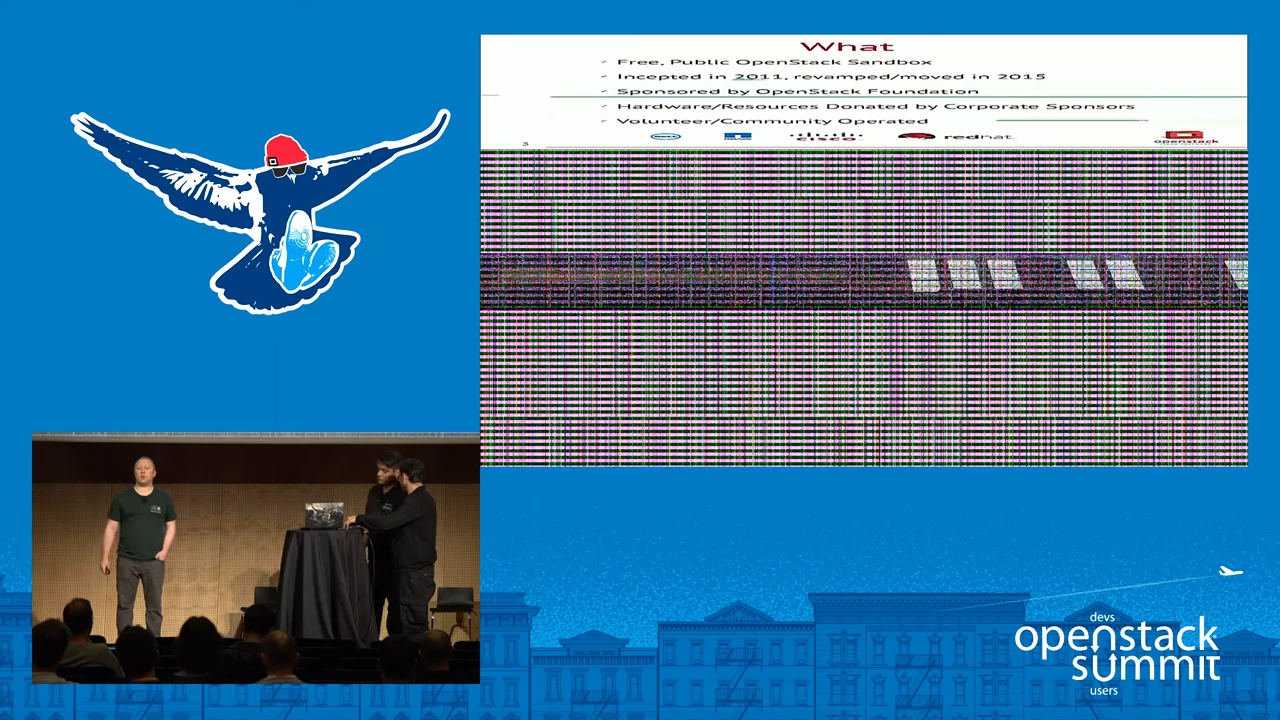 What
Free, Public OpenStack Sandbox
Incepted in 2011, revamped/moved in 2015
Sponsored by OpenStack Foundation
Hardware/Resources Donated by Corporate Sponsors
Volunteer/Community Operated
CISCO
redhat
openstack
3
devs
openstack
summit
users